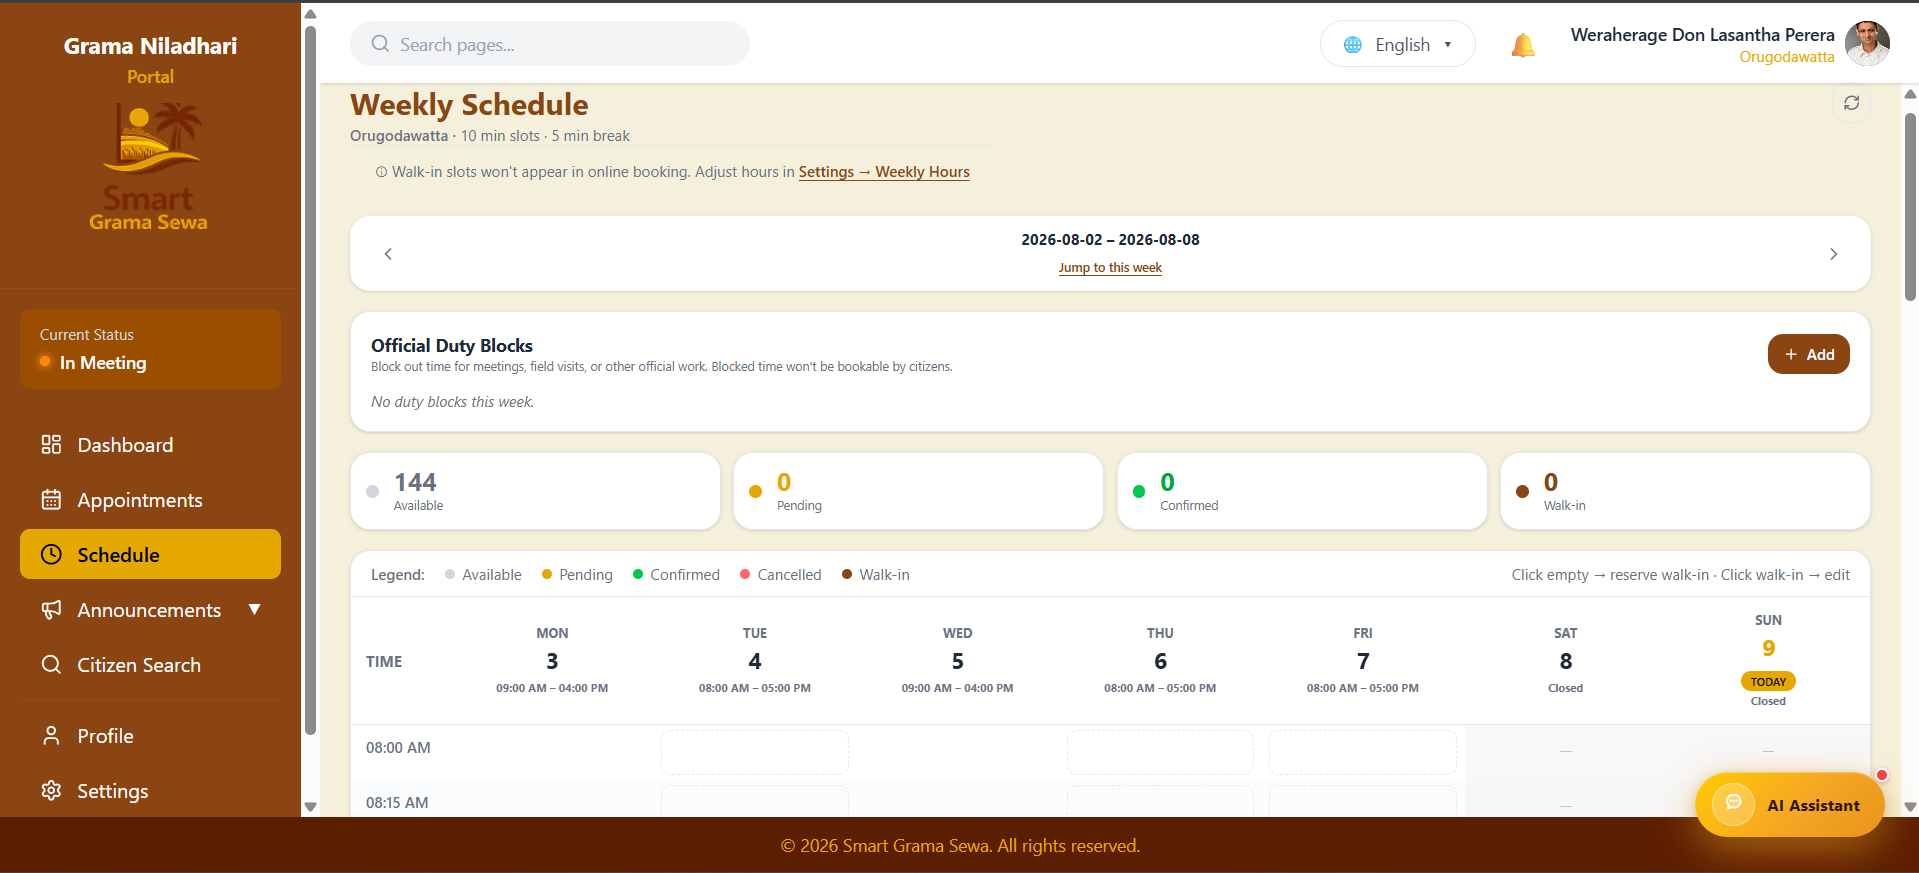 Grama Niladhari
Portal
Smart
Grama Sewa
Current Status
In Meeting
Dashboard
Appointments
Schedule
Announcements ▼
Citizen Search
Profile
Settings
Search pages...
English ▼
Weraherage Don Lasantha Perera
Orugodawatta
Weekly Schedule
Orugodawatta · 10 min slots · 5 min break
Walk-in slots won't appear in online booking. Adjust hours in Settings → Weekly Hours
2026-08-02 – 2026-08-08
Jump to this week
Official Duty Blocks
Block out time for meetings, field visits, or other official work. Blocked time won't be bookable by citizens.
+ Add
No duty blocks this week.
144
Available
0
Pending
0
Confirmed
0
Walk-in
Legend: Available Pending Confirmed Cancelled Walk-in
Click empty → reserve walk-in · Click walk-in → edit
TIME
MON
3
09:00 AM – 04:00 PM
TUE
4
08:00 AM – 05:00 PM
WED
5
09:00 AM – 04:00 PM
THU
6
08:00 AM – 05:00 PM
FRI
7
08:00 AM – 05:00 PM
SAT
8
Closed
SUN
9
TODAY
Closed
08:00 AM — —
08:15 AM —
AI Assistant
© 2026 Smart Grama Sewa. All rights reserved.